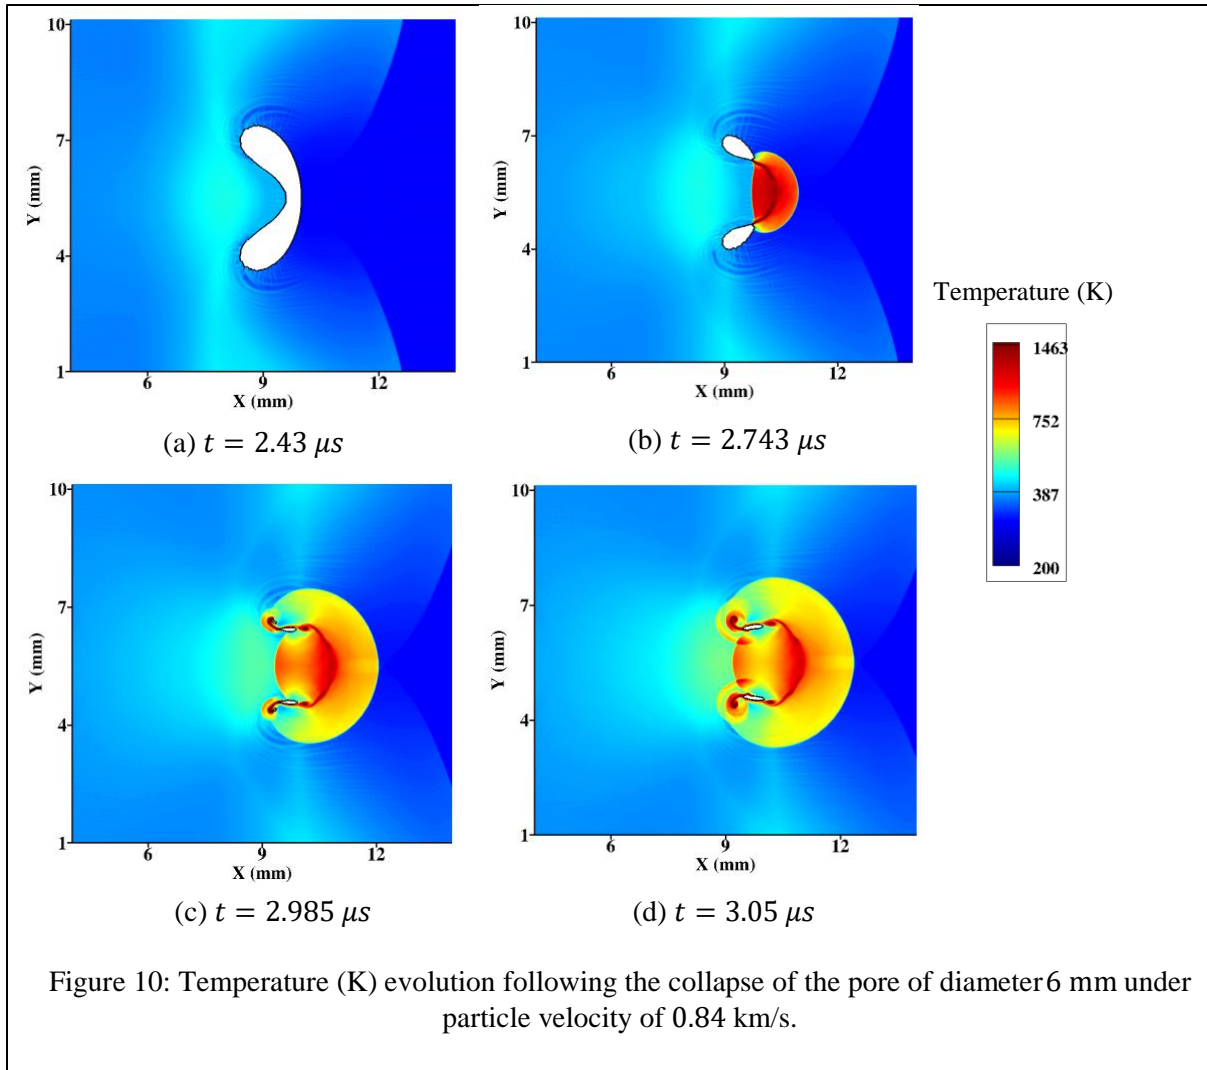 10
7
4
1
Y (mm)
6
9
12
X (mm)
(a) t = 2.43 μs
10
7
4
1
Y (mm)
6
9
12
X (mm)
(b) t = 2.743 μs
Temperature (K)
1463
752
387
200
10
7
4
1
Y (mm)
6
9
12
X (mm)
(c) t = 2.985 μs
10
7
4
1
Y (mm)
6
9
12
X (mm)
(d) t = 3.05 μs
Figure 10: Temperature (K) evolution following the collapse of the pore of diameter 6 mm under
particle velocity of 0.84 km/s.